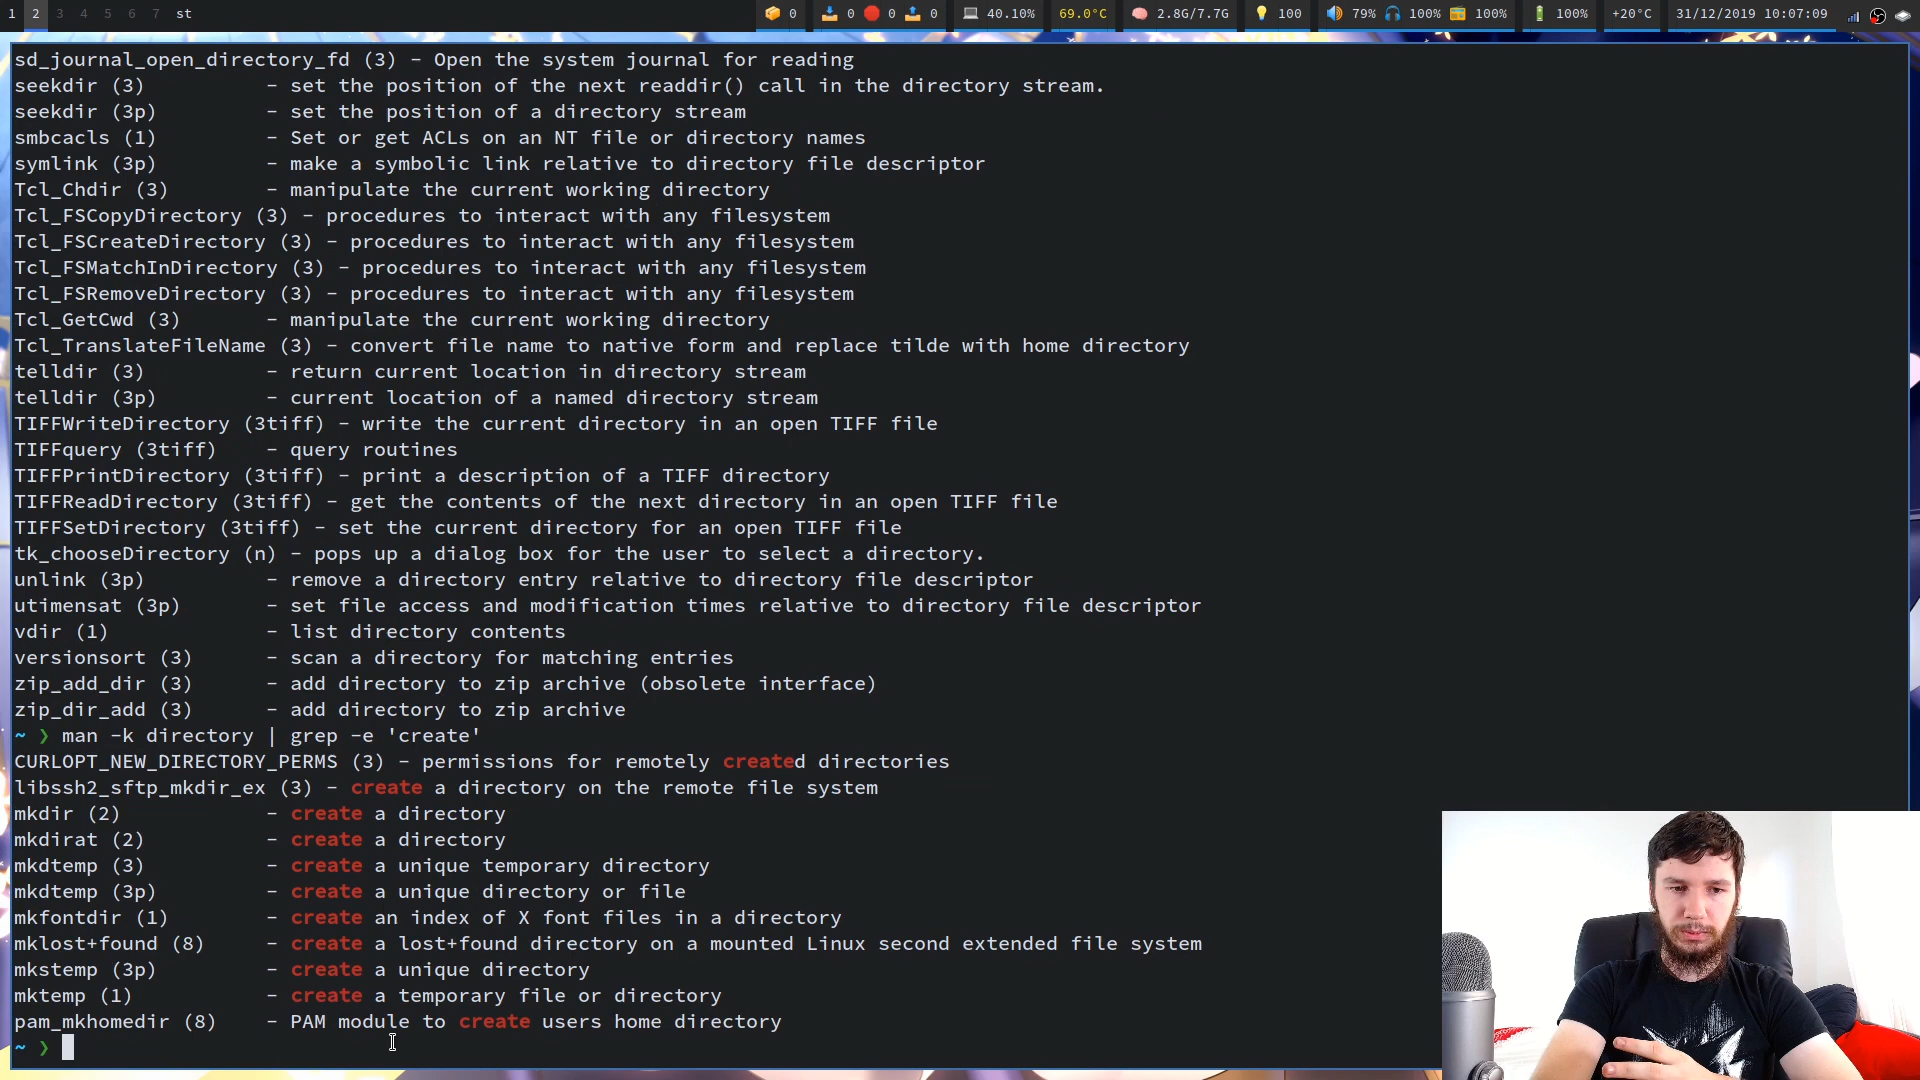 1 2 3 4 5 6 7 st 0 0 0 0 40.10% 69.0°C 2.8G/7.7G 100 79% 100% 100% 100% +20°C 31/12/2019 10:07:09
sd_journal_open_directory_fd (3) - Open the system journal for reading
seekdir (3) - set the position of the next readdir() call in the directory stream.
seekdir (3p) - set the position of a directory stream
smbcacls (1) - Set or get ACLs on an NT file or directory names
symlink (3p) - make a symbolic link relative to directory file descriptor
Tcl_Chdir (3) - manipulate the current working directory
Tcl_FSCopyDirectory (3) - procedures to interact with any filesystem
Tcl_FSCreateDirectory (3) - procedures to interact with any filesystem
Tcl_FSMatchInDirectory (3) - procedures to interact with any filesystem
Tcl_FSRemoveDirectory (3) - procedures to interact with any filesystem
Tcl_GetCwd (3) - manipulate the current working directory
Tcl_TranslateFileName (3) - convert file name to native form and replace tilde with home directory
telldir (3) - return current location in directory stream
telldir (3p) - current location of a named directory stream
TIFFWriteDirectory (3tiff) - write the current directory in an open TIFF file
TIFFquery (3tiff) - query routines
TIFFPrintDirectory (3tiff) - print a description of a TIFF directory
TIFFReadDirectory (3tiff) - get the contents of the next directory in an open TIFF file
TIFFSetDirectory (3tiff) - set the current directory for an open TIFF file
tk_chooseDirectory (n) - pops up a dialog box for the user to select a directory.
unlink (3p) - remove a directory entry relative to directory file descriptor
utimensat (3p) - set file access and modification times relative to directory file descriptor
vdir (1) - list directory contents
versionsort (3) - scan a directory for matching entries
zip_add_dir (3) - add directory to zip archive (obsolete interface)
zip_dir_add (3) - add directory to zip archive
~ ❯ man -k directory | grep -e 'create'
CURLOPT_NEW_DIRECTORY_PERMS (3) - permissions for remotely created directories
libssh2_sftp_mkdir_ex (3) - create a directory on the remote file system
mkdir (2) - create a directory
mkdirat (2) - create a directory
mkdtemp (3) - create a unique temporary directory
mkdtemp (3p) - create a unique directory or file
mkfontdir (1) - create an index of X font files in a directory
mklost+found (8) - create a lost+found directory on a mounted Linux second extended file system
mkstemp (3p) - create a unique directory
mktemp (1) - create a temporary file or directory
pam_mkhomedir (8) - PAM module to create users home directory
~ ❯